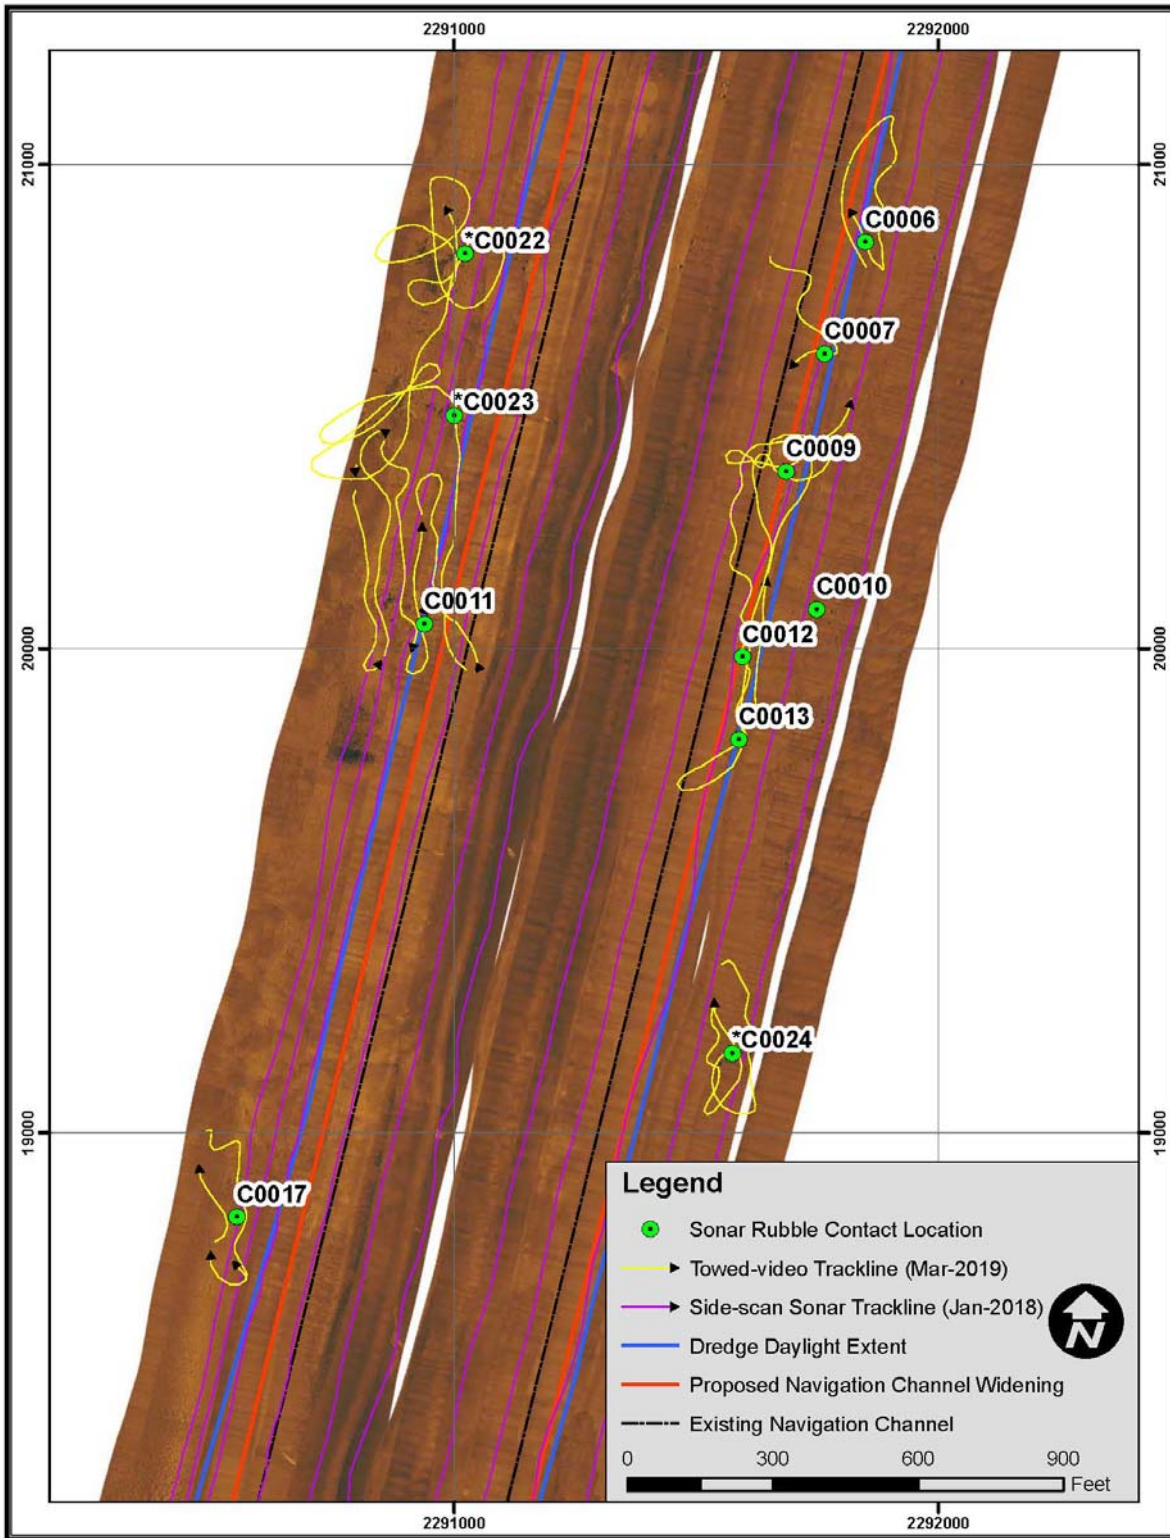 2291000
2292000
21000
21000
C0006
*C0022
C0007
*C0023
C0009
C0010
C0011
20000
20000
C0012
C0013
*C0024
19000
19000
C0017
Legend
Sonar Rubble Contact Location
Towed-video Trackline (Mar-2019)
Side-scan Sonar Trackline (Jan-2018)
N
Dredge Daylight Extent
Proposed Navigation Channel Widening
Existing Navigation Channel
0 300 600 900
Feet
2291000
2292000